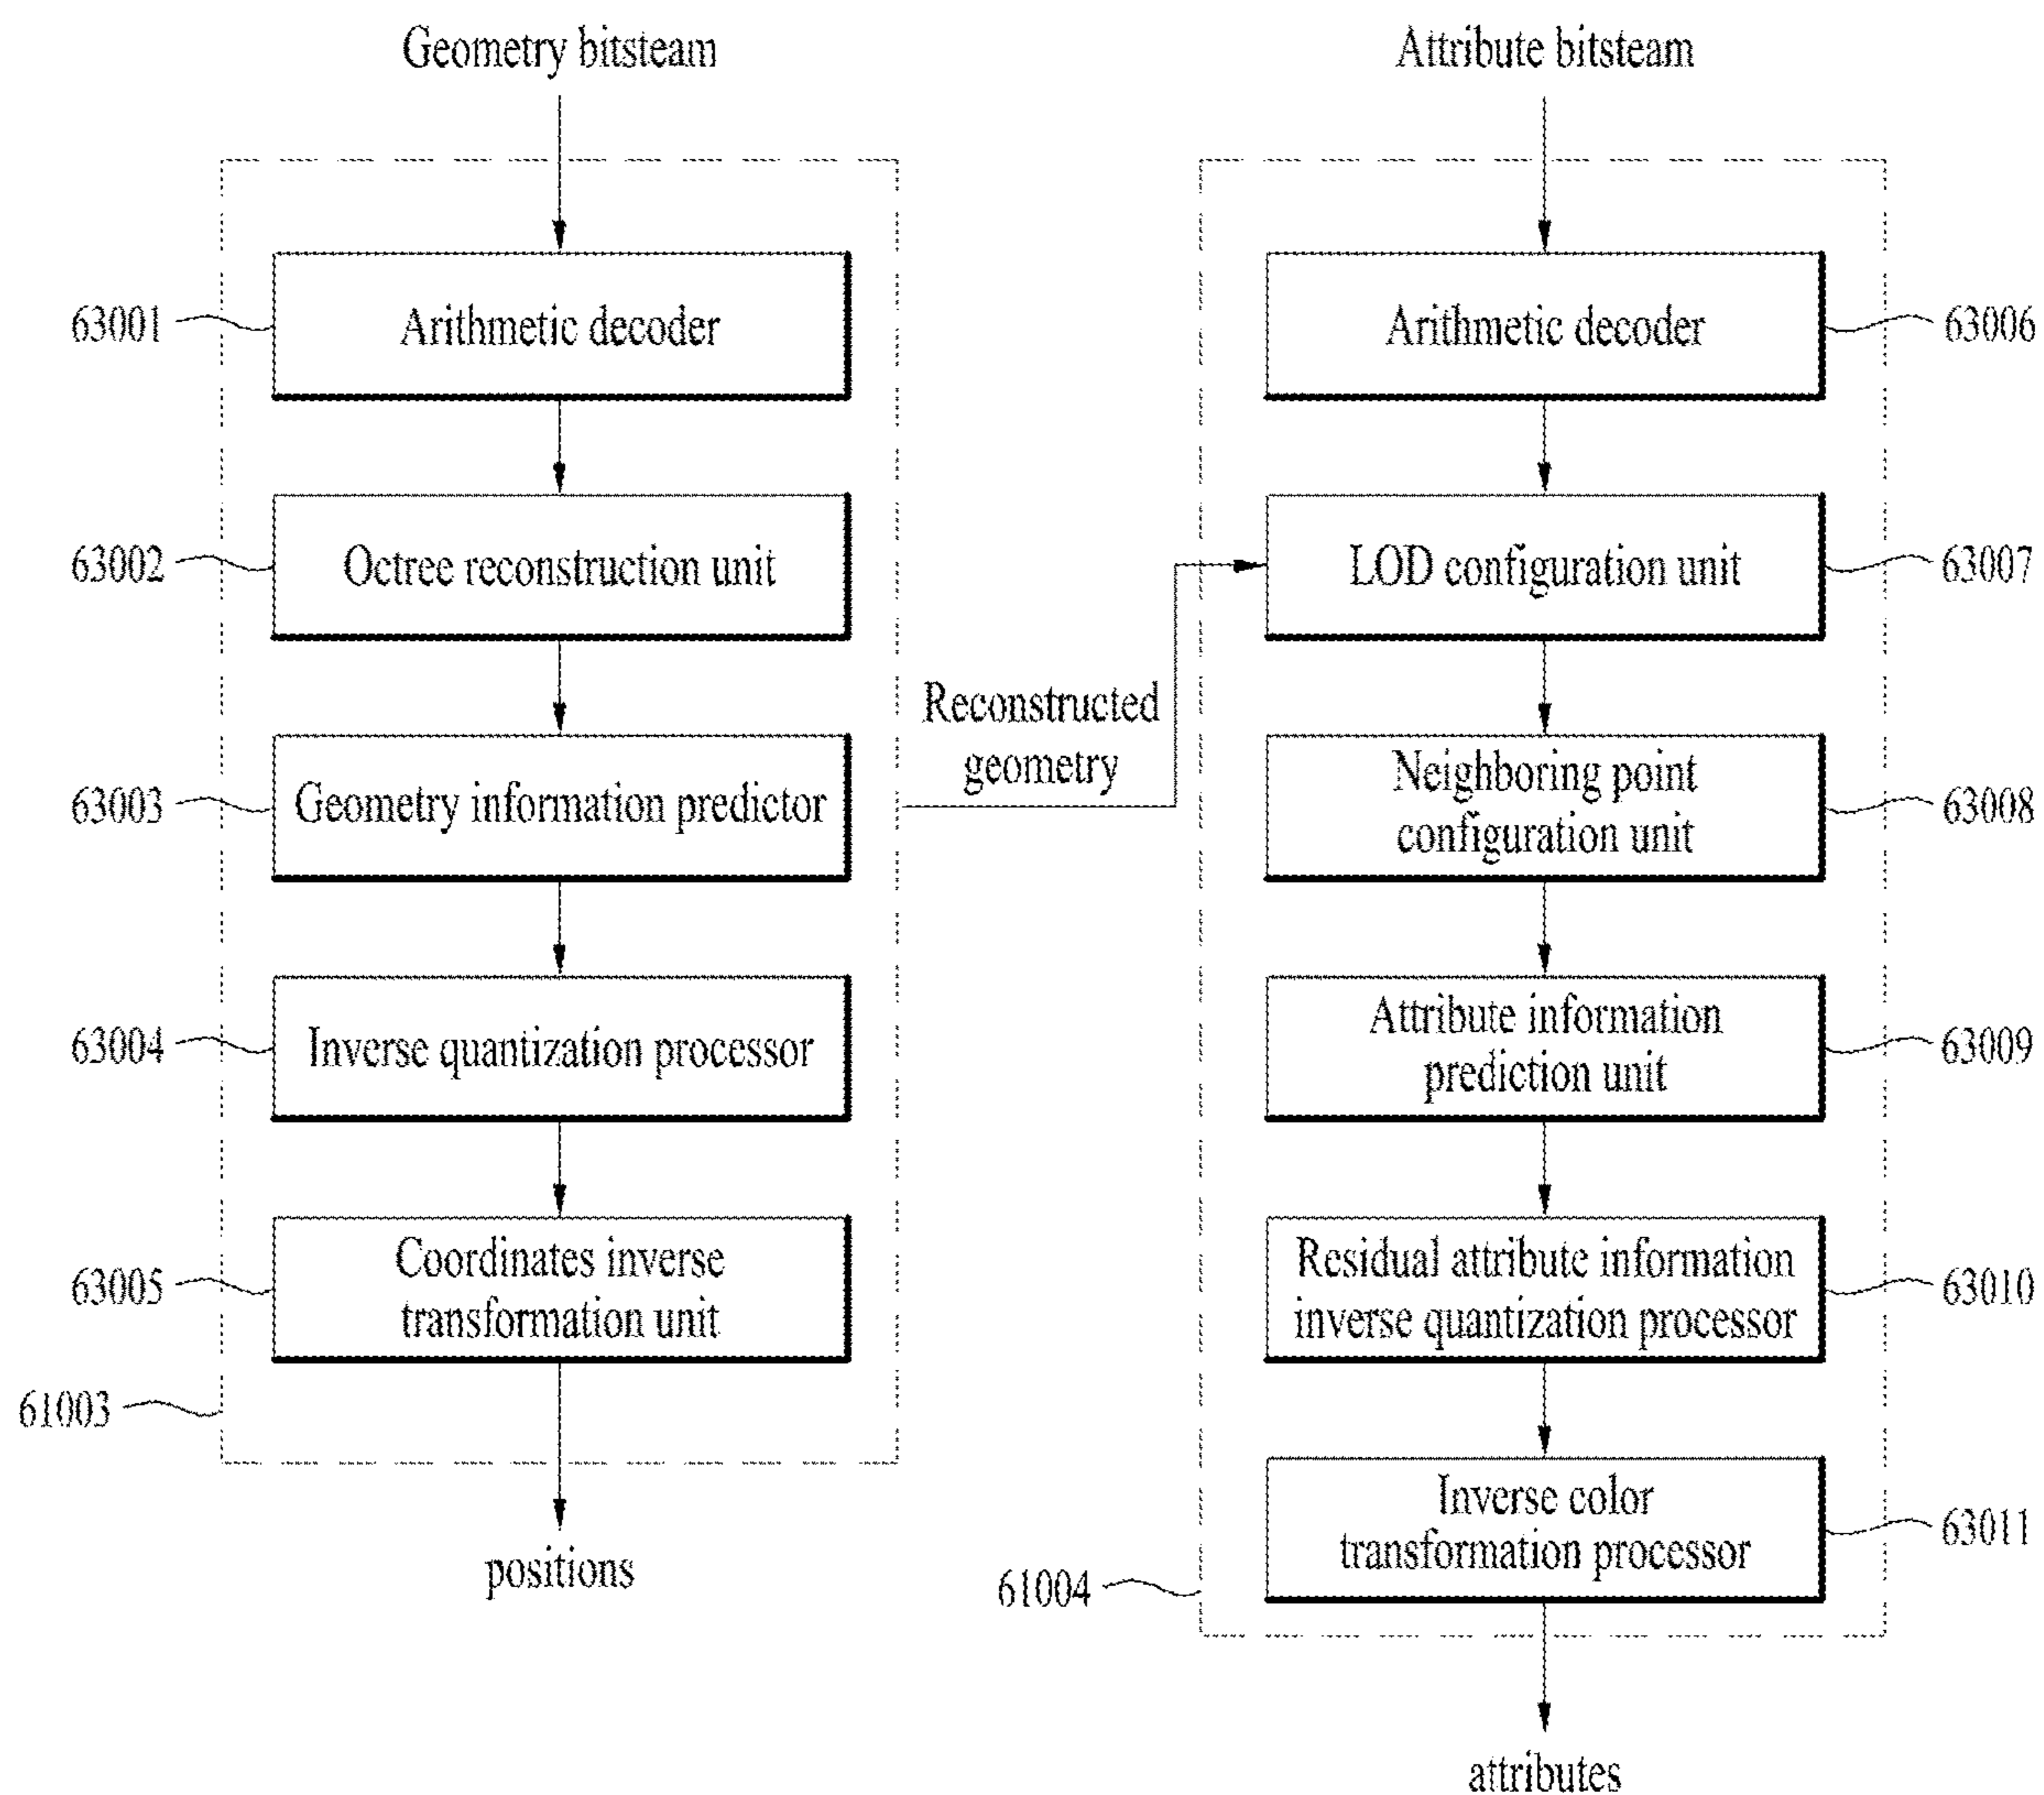 Geometry bitsteam
63001
Arithmetic decoder
63002
Octree reconstruction unit
63003
Geometry information predictor
63004
Inverse quantization processor
63005
Coordinates inverse
transformation unit
61003
positions
Reconstructed
geometry
Attribute bitsteam
Arithmetic decoder
63006
LOD configuration unit
63007
Neighboring point
configuration unit
63008
Attribute information
prediction unit
63009
Residual attribute information
inverse quantization processor
63010
Inverse color
transformation processor
63011
61004
attributes